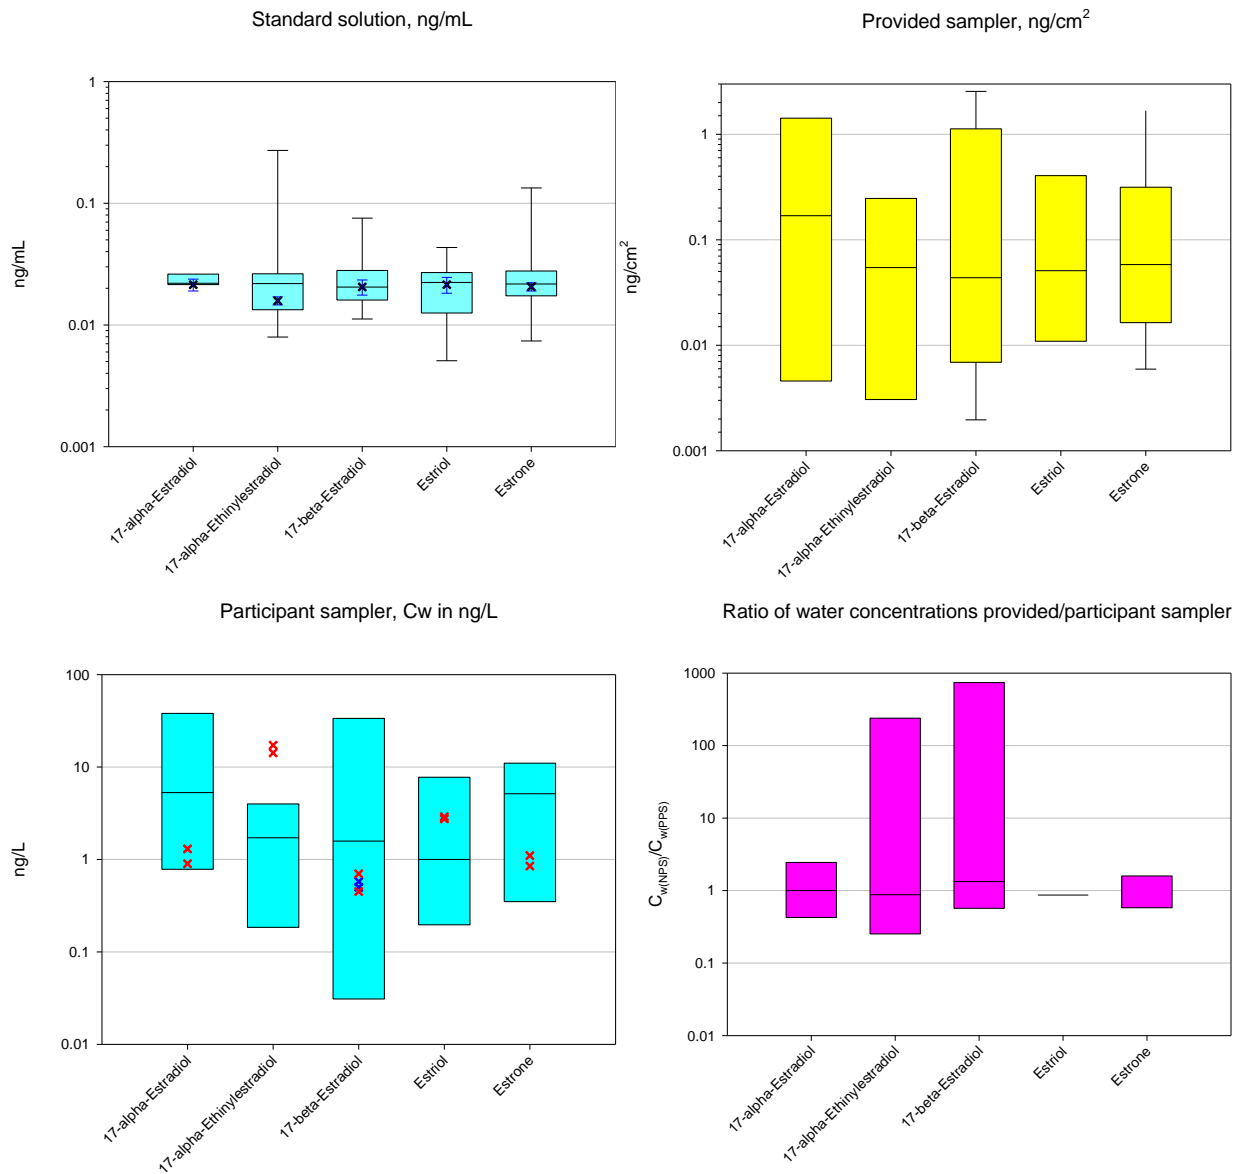 Standard solution, ng/mL
ng/mL
1
0.1
0.01
0.001
17-alpha-Estradiol
17-alpha-Ethinylestradiol
17-beta-Estradiol
Estriol
Estrone
Provided sampler, ng/cm²
ng/cm²
1
0.1
0.01
0.001
17-alpha-Estradiol
17-alpha-Ethinylestradiol
17-beta-Estradiol
Estriol
Estrone
Participant sampler, Cw in ng/L
ng/L
100
10
1
0.1
0.01
17-alpha-Estradiol
17-alpha-Ethinylestradiol
17-beta-Estradiol
Estriol
Estrone
Ratio of water concentrations provided/participant sampler
Cw(NPS)/Cw(PPS)
1000
100
10
1
0.1
0.01
17-alpha-Estradiol
17-alpha-Ethinylestradiol
17-beta-Estradiol
Estriol
Estrone